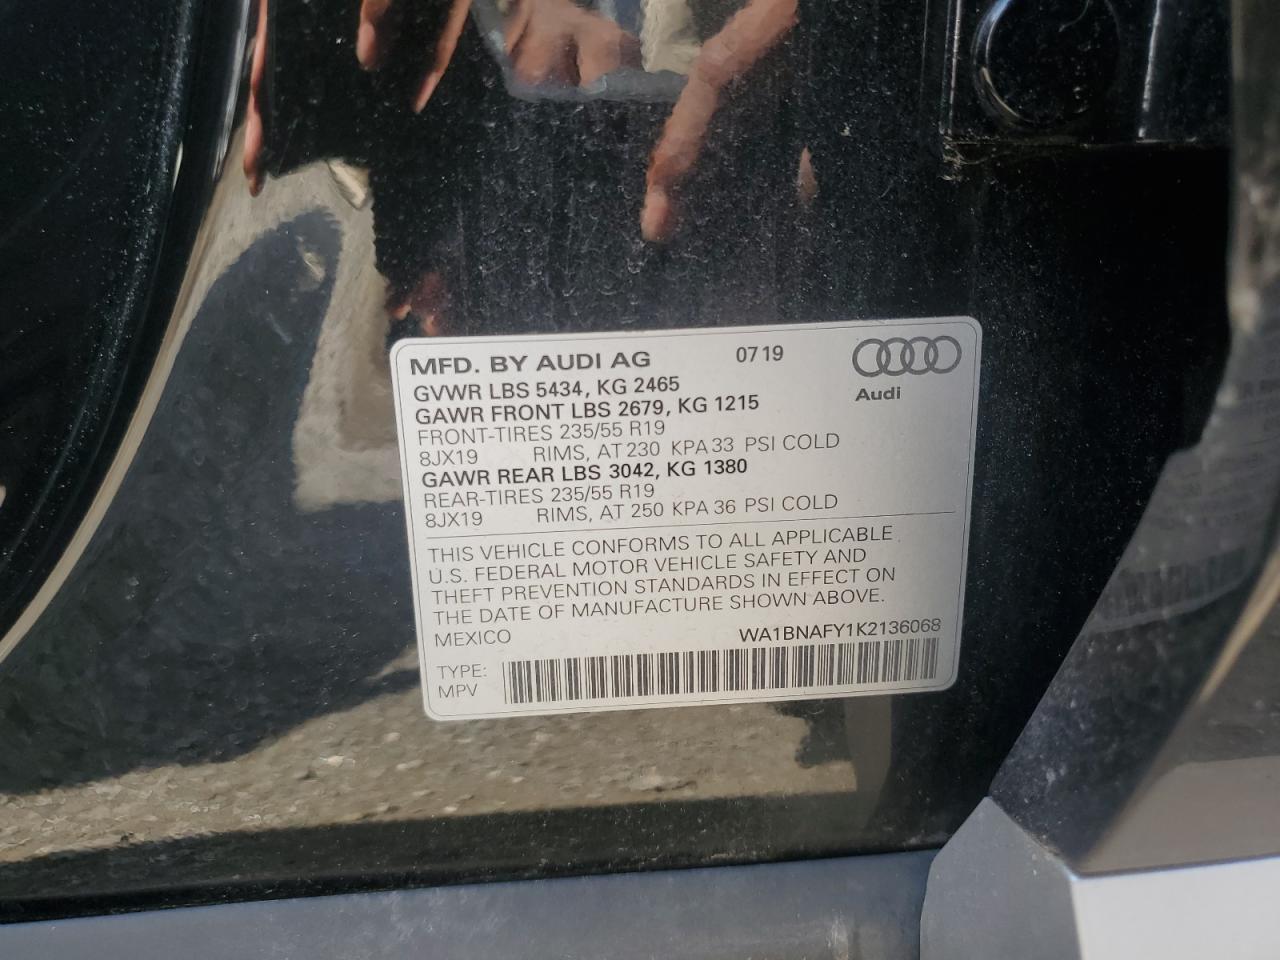 MFD. BY AUDI AG 0719
Audi
GVWR LBS 5434, KG 2465
GAWR FRONT LBS 2679, KG 1215
FRONT-TIRES 235/55 R19
8JX19 RIMS, AT 230 KPA 33 PSI COLD
GAWR REAR LBS 3042, KG 1380
REAR-TIRES 235/55 R19
8JX19 RIMS, AT 250 KPA 36 PSI COLD
THIS VEHICLE CONFORMS TO ALL APPLICABLE
U.S. FEDERAL MOTOR VEHICLE SAFETY AND
THEFT PREVENTION STANDARDS IN EFFECT ON
THE DATE OF MANUFACTURE SHOWN ABOVE.
MEXICO WA1BNAFY1K2136068
TYPE:
MPV